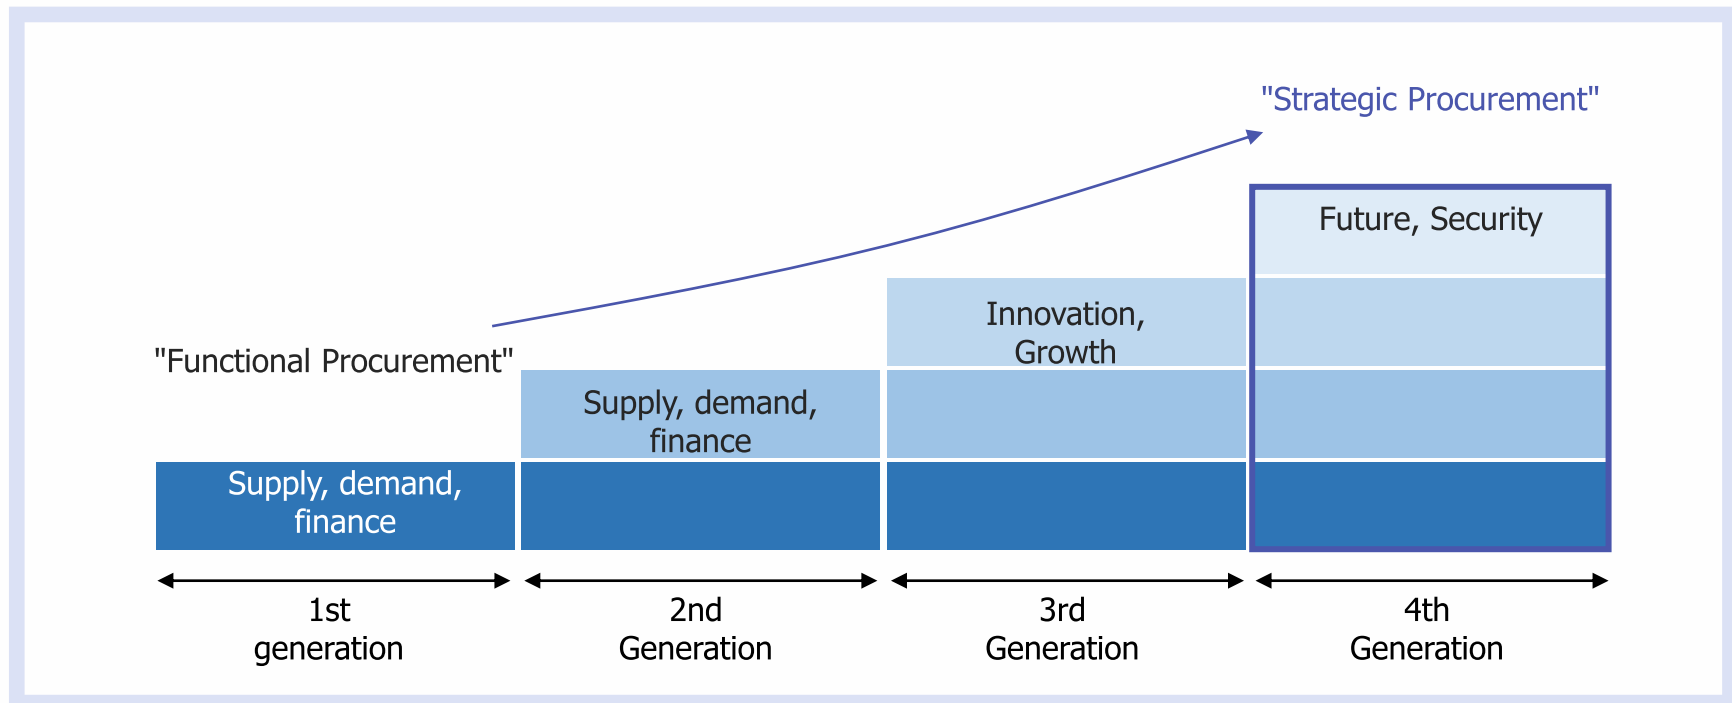 "Strategic Procurement"
Future, Security
Innovation,
Growth
"Functional Procurement"
Supply, demand,
finance
Supply, demand,
finance
1st
generation
2nd
Generation
3rd
Generation
4th
Generation